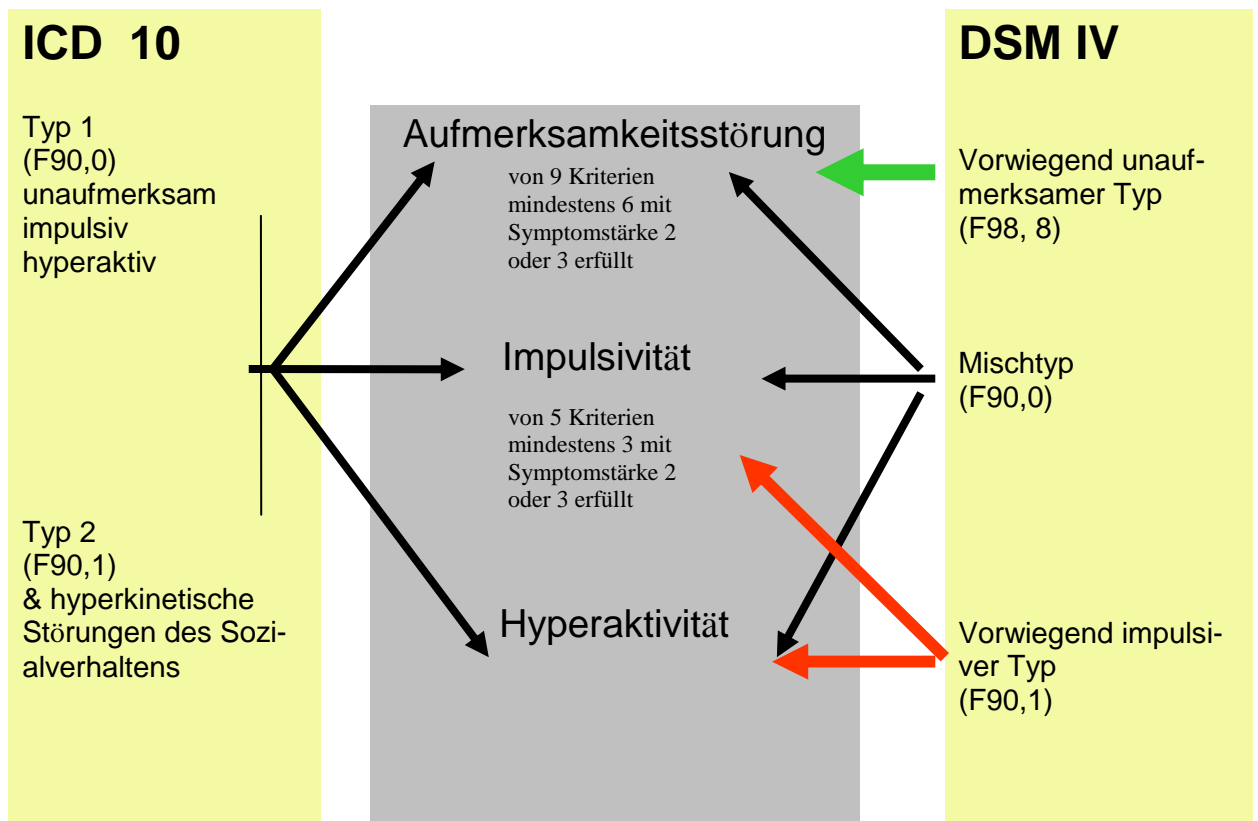 ICD 10
Typ 1
(F90,0)
unaufmerksam
impulsiv
hyperaktiv
Typ 2
(F90,1)
& hyperkinetische
Störungen des Sozi-
alverhaltens
Aufmerksamkeitsstörung
von 9 Kriterien
mindestens 6 mit
Symptomstärke 2
oder 3 erfüllt
Impulsivität
von 5 Kriterien
mindestens 3 mit
Symptomstärke 2
oder 3 erfüllt
Hyperaktivität
DSM IV
Vorwiegend unauf-
merksamer Typ
(F98, 8)
Mischtyp
(F90,0)
Vorwiegend impulsi-
ver Typ
(F90,1)